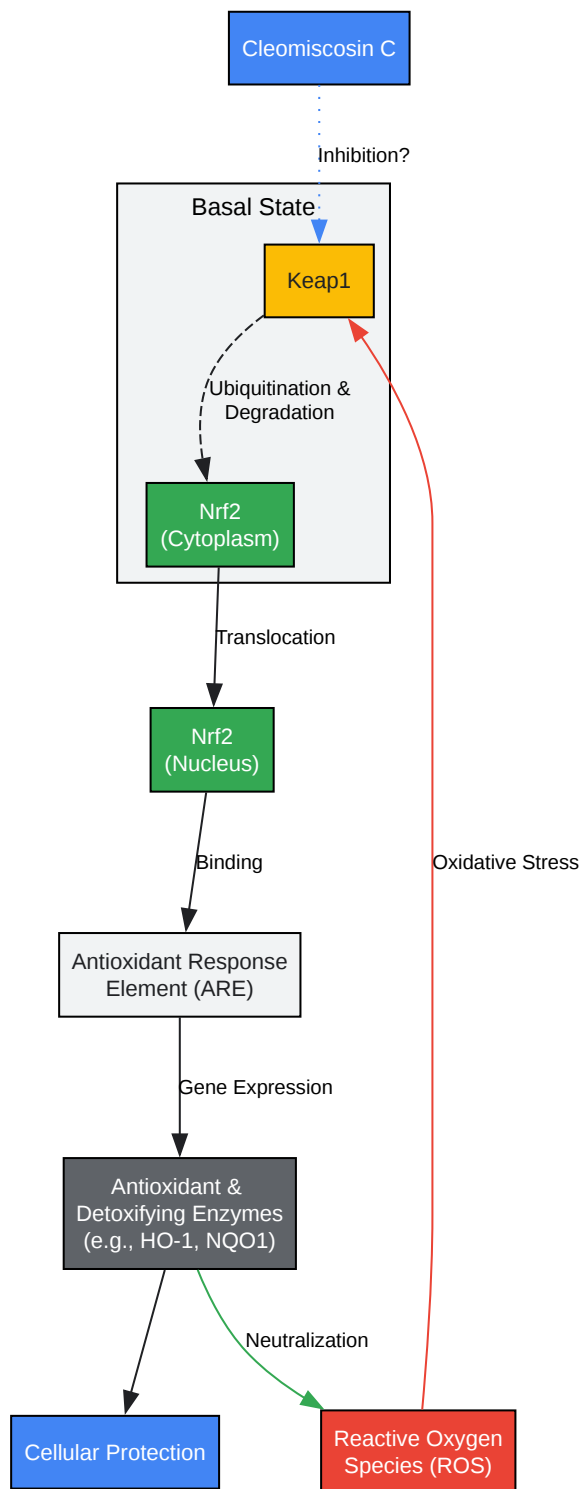 Cleomiscosin C
Inhibition?
Basal State
Keap1
Ubiquitination &
Degradation
Nrf2
(Cytoplasm)
Translocation
Nrf2
(Nucleus)
Binding
Oxidative Stress
Antioxidant Response
Element (ARE)
Gene Expression
Antioxidant &
Detoxifying Enzymes
(e.g., HO-1, NQO1)
Neutralization
Cellular Protection
Reactive Oxygen
Species (ROS)